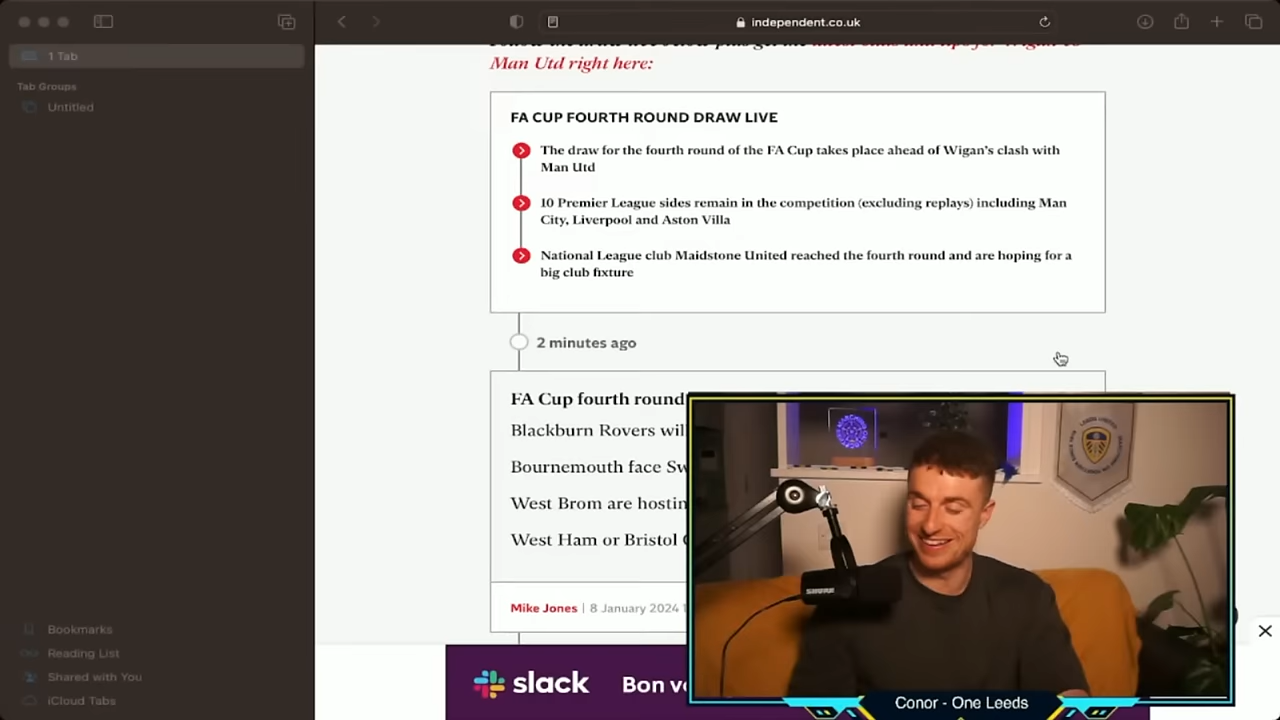 independent.co.uk
1 Tab
Tab Groups
Untitled
Man Utd right here:
FA CUP FOURTH ROUND DRAW LIVE
The draw for the fourth round of the FA Cup takes place ahead of Wigan's clash with
Man Utd
10 Premier League sides remain in the competition (excluding replays) including Man
City, Liverpool and Aston Villa
National League club Maidstone United reached the fourth round and are hoping for a
big club fixture
2 minutes ago
FA Cup fourth round
Blackburn Rovers wil
Bournemouth face Sw
West Brom are hostin
West Ham or Bristol
Mike Jones | 8 January 2024
slack
Bon
SHURE
Conor - One Leeds
Bookmarks
Reading List
Shared with You
iCloud Tabs